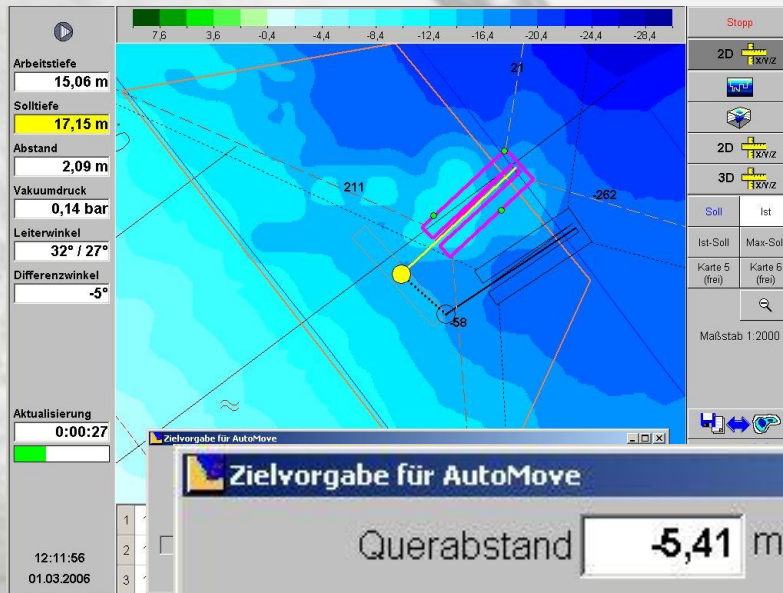 7,6 3,6 -0,4 -4,4 -8,4 -12,4 -16,4 -20,4 -24,4 -28,4
Arbeitstiefe
15,06 m
Solltiefe
17,15 m
Abstand
2,09 m
Vakuumdruck
0,14 bar
Leiterwinkel
32° / 27°
Differenzwinkel
-5°
Aktualisierung
0:00:27
12:11:56
01.03.2006
21
211
-262
-58
Stopp
2D X/Y/Z
2D X/Y/Z
3D X/Y/Z
Soll Ist
Ist-Soll Max-Sol
Karte 5 Karte 6
(frei) (frei)
Maßstab 1:2000
Zielvorgabe für AutoMove
Zielvorgabe für AutoMove
Querabstand -5,41 m
1
2
3